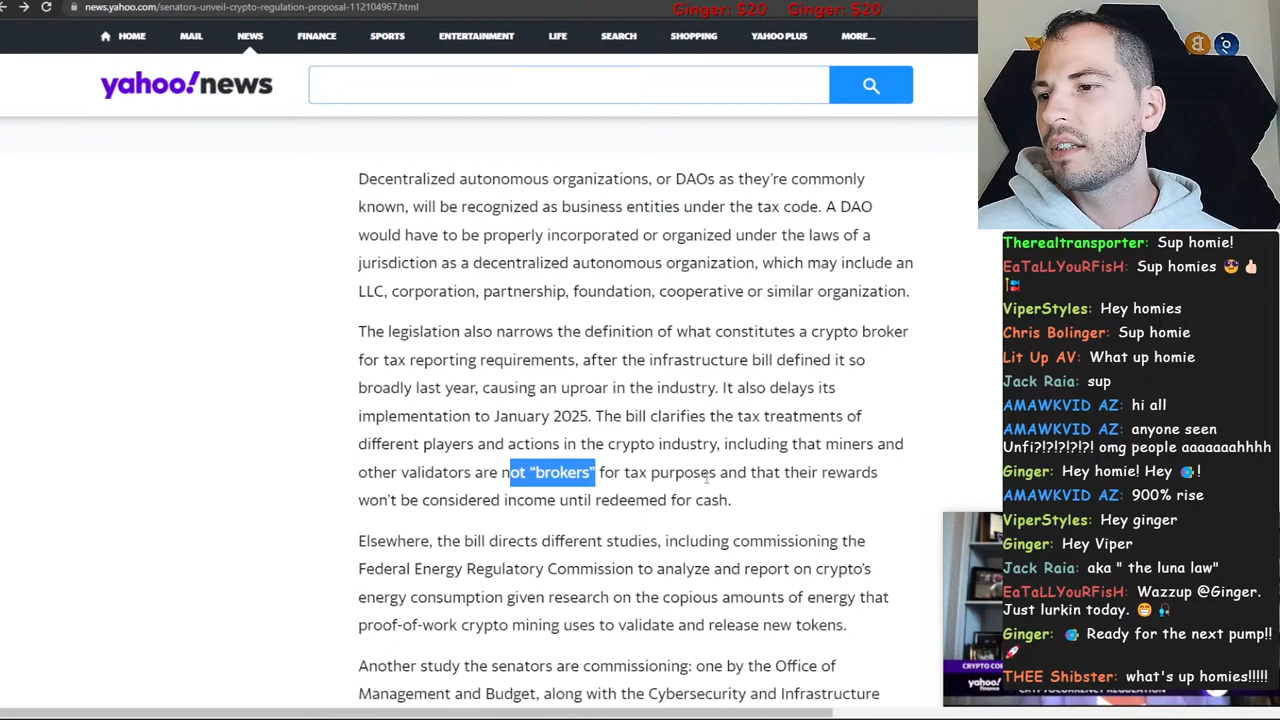 news.yahoo.com/senators-unveil-crypto-regulation-proposal-112104967.html
Ginger: $20 Ginger: $20
HOME MAIL NEWS FINANCE SPORTS ENTERTAINMENT LIFE SEARCH SHOPPING YAHOO PLUS MORE...
yahoo!news
Decentralized autonomous organizations, or DAOs as they're commonly
known, will be recognized as business entities under the tax code. A DAO
would have to be properly incorporated or organized under the laws of a
jurisdiction as a decentralized autonomous organization, which may include an
LLC, corporation, partnership, foundation, cooperative or similar organization.
The legislation also narrows the definition of what constitutes a crypto broker
for tax reporting requirements, after the infrastructure bill defined it so
broadly last year, causing an uproar in the industry. It also delays its
implementation to January 2025. The bill clarifies the tax treatments of
different players and actions in the crypto industry, including that miners and
other validators are not “brokers” for tax purposes and that their rewards
won't be considered income until redeemed for cash.
Elsewhere, the bill directs different studies, including commissioning the
Federal Energy Regulatory Commission to analyze and report on crypto's
energy consumption given research on the copious amounts of energy that
proof-of-work crypto mining uses to validate and release new tokens.
Another study the senators are commissioning: one by the Office of
Management and Budget, along with the Cybersecurity and Infrastructure
Therealtransporter: Sup homie!
EaTaLLYouRFisH: Sup homies 😎👍🏻
🎏
ViperStyles: Hey homies
Chris Bolinger: Sup homie
Lit Up AV: What up homie
Jack Raia: sup
AMAWKVID AZ: hi all
AMAWKVID AZ: anyone seen
Unfi?!?!?!?! omg people aaaaaaahhhh
Ginger: Hey homie! Hey !
AMAWKVID AZ: 900% rise
ViperStyles: Hey ginger
Ginger: Hey Viper
Jack Raia: aka " the luna law"
EaTaLLYouRFisH: Wazzup @Ginger.
Just lurkin today. 😁 🎣
Ginger: Ready for the next pump!!
🚀
THEE Shibster: what's up homies!!!!!
CRYPTO CO
yahoo!
finance